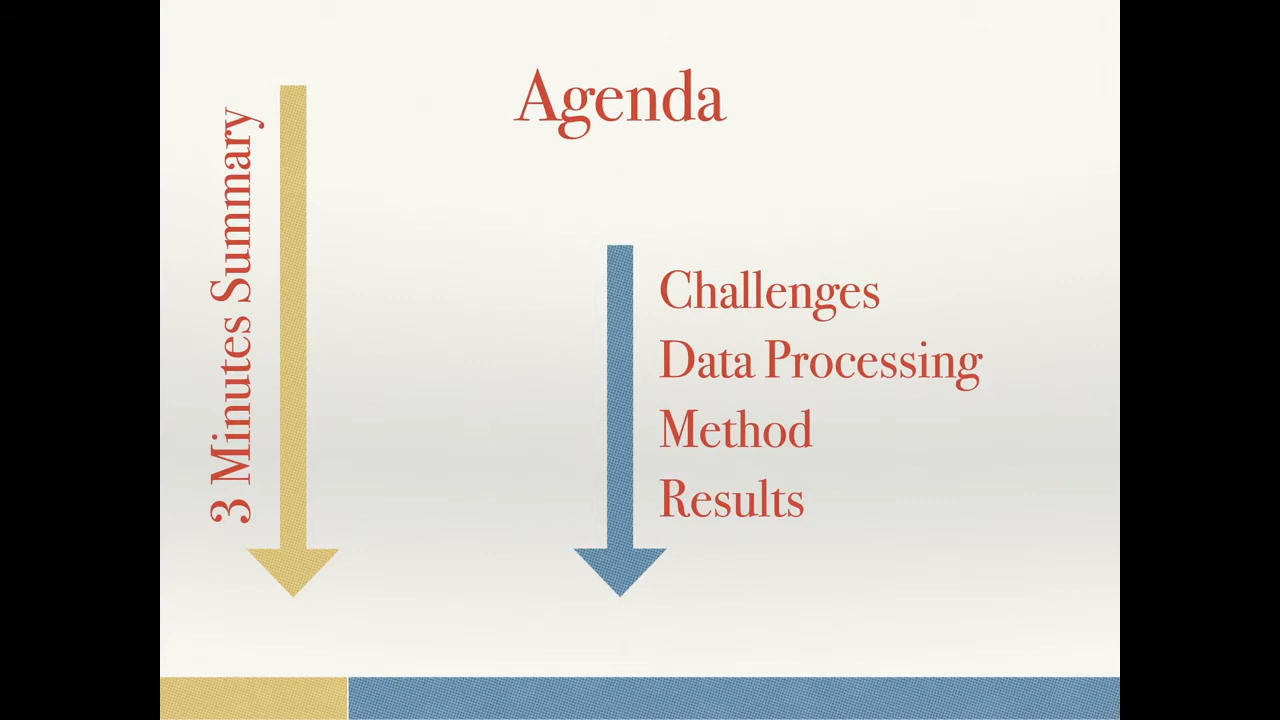 Agenda
3 Minutes Summary
Challenges
Data Processing
Method
Results